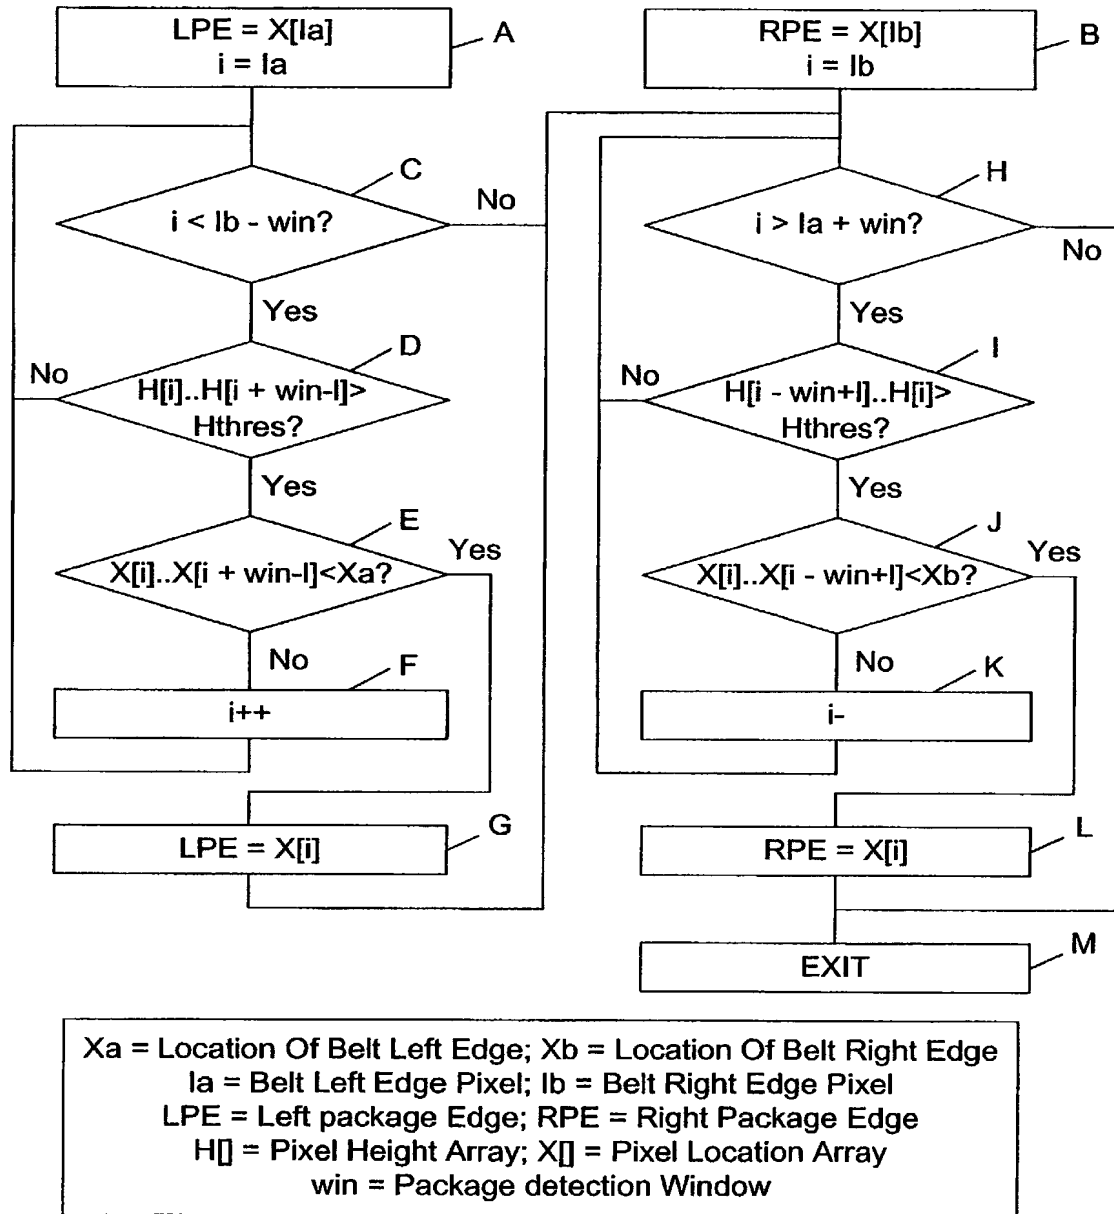 LPE = X[Ia]
i = Ia
A
C
i < Ib - win?
No
Yes
D
No
H[i]..H[i + win-I]>
Hthres?
Yes
E
Yes
X[i]..X[i + win-I]<Xa?
No
F
i++
G
LPE = X[i]
RPE = X[Ib]
i = Ib
B
H
i > Ia + win?
No
Yes
I
No
H[i - win+I]..H[i]>
Hthres?
Yes
J
Yes
X[i]..X[i - win+I]<Xb?
No
K
i-
L
RPE = X[i]
M
EXIT
Xa = Location Of Belt Left Edge; Xb = Location Of Belt Right Edge
Ia = Belt Left Edge Pixel; Ib = Belt Right Edge Pixel
LPE = Left package Edge; RPE = Right Package Edge
H[] = Pixel Height Array; X[] = Pixel Location Array
win = Package detection Window